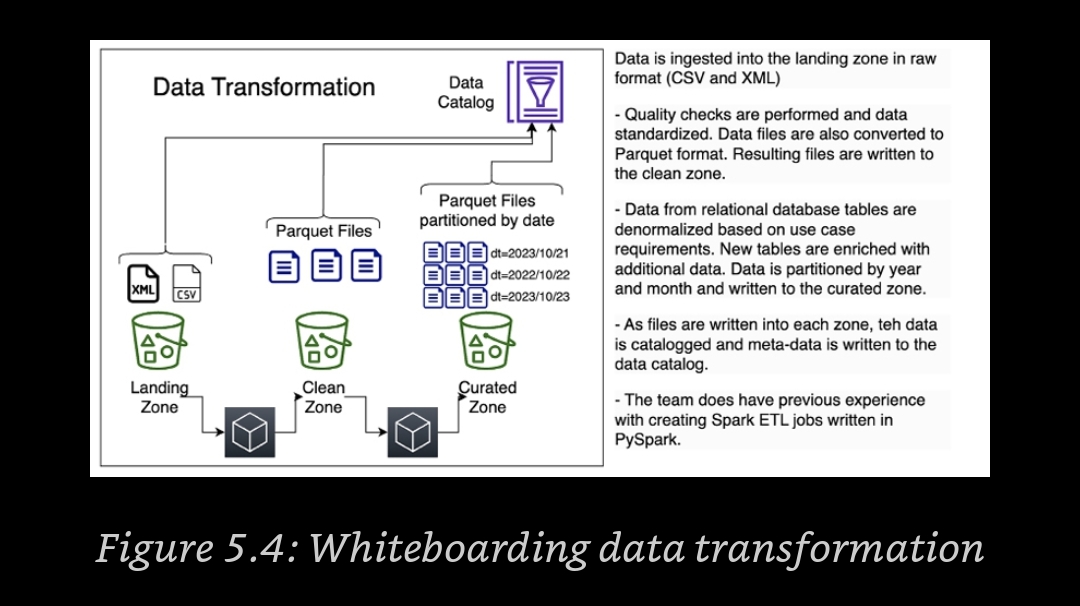 Data Transformation
Data
Catalog
Parquet Files
partitioned by date
Parquet Files
dt=2023/10/21
dt=2022/10/22
dt=2023/10/23
XML
CSV
Landing
Zone
Clean
Zone
Curated
Zone
Data is ingested into the landing zone in raw
format (CSV and XML)
- Quality checks are performed and data
standardized. Data files are also converted to
Parquet format. Resulting files are written to
the clean zone.
- Data from relational database tables are
denormalized based on use case
requirements. New tables are enriched with
additional data. Data is partitioned by year
and month and written to the curated zone.
- As files are written into each zone, teh data
is catalogged and meta-data is written to the
data catalog.
- The team does have previous experience
with creating Spark ETL jobs written in
PySpark.
Figure 5.4: Whiteboarding data transformation